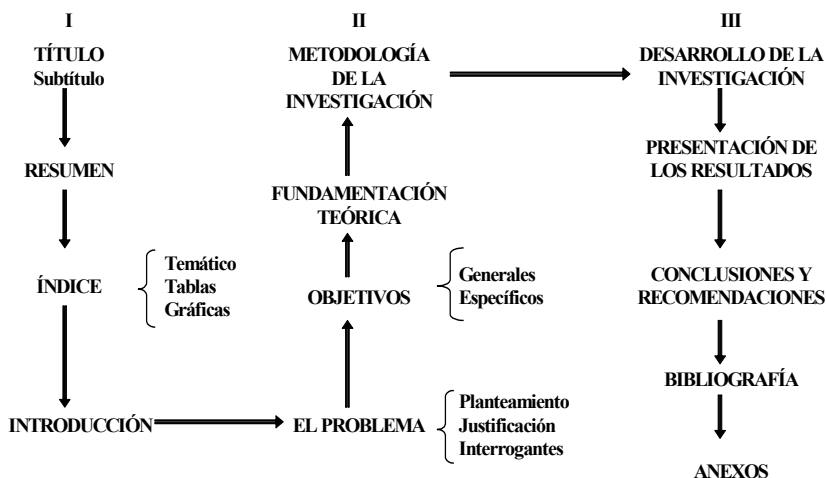 I
TÍTULO
Subtítulo
RESUMEN
ÍNDICE
Temático
Tablas
Gráficas
INTRODUCCIÓN
II
METODOLOGÍA
DE LA
INVESTIGACIÓN
FUNDAMENTACIÓN
TEÓRICA
OBJETIVOS
Generales
Específicos
EL PROBLEMA
Planteamiento
Justificación
Interrogantes
III
DESARROLLO DE LA
INVESTIGACIÓN
PRESENTACIÓN DE
LOS RESULTADOS
CONCLUSIONES Y
RECOMENDACIONES
BIBLIOGRAFÍA
ANEXOS